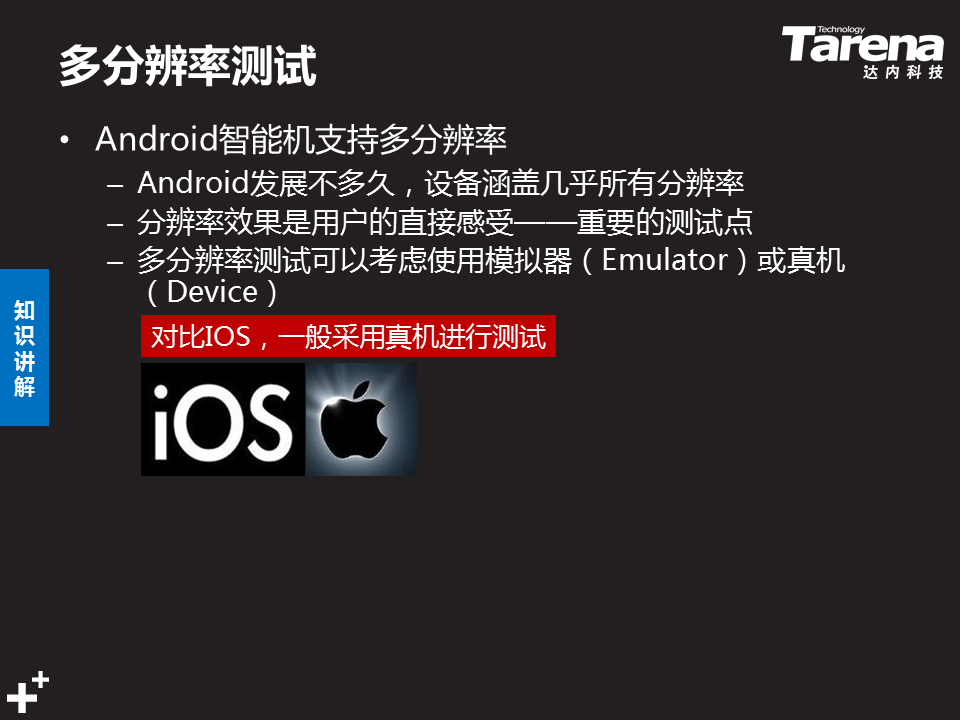 多分辨率测试
Technology
Tarena
达内科技
• Android智能机支持多分辨率
– Android发展不多久，设备涵盖几乎所有分辨率
– 分辨率效果是用户的直接感受——重要的测试点
– 多分辨率测试可以考虑使用模拟器（Emulator）或真机
（Device）
知识讲解
对比IOS，一般采用真机进行测试
iOS